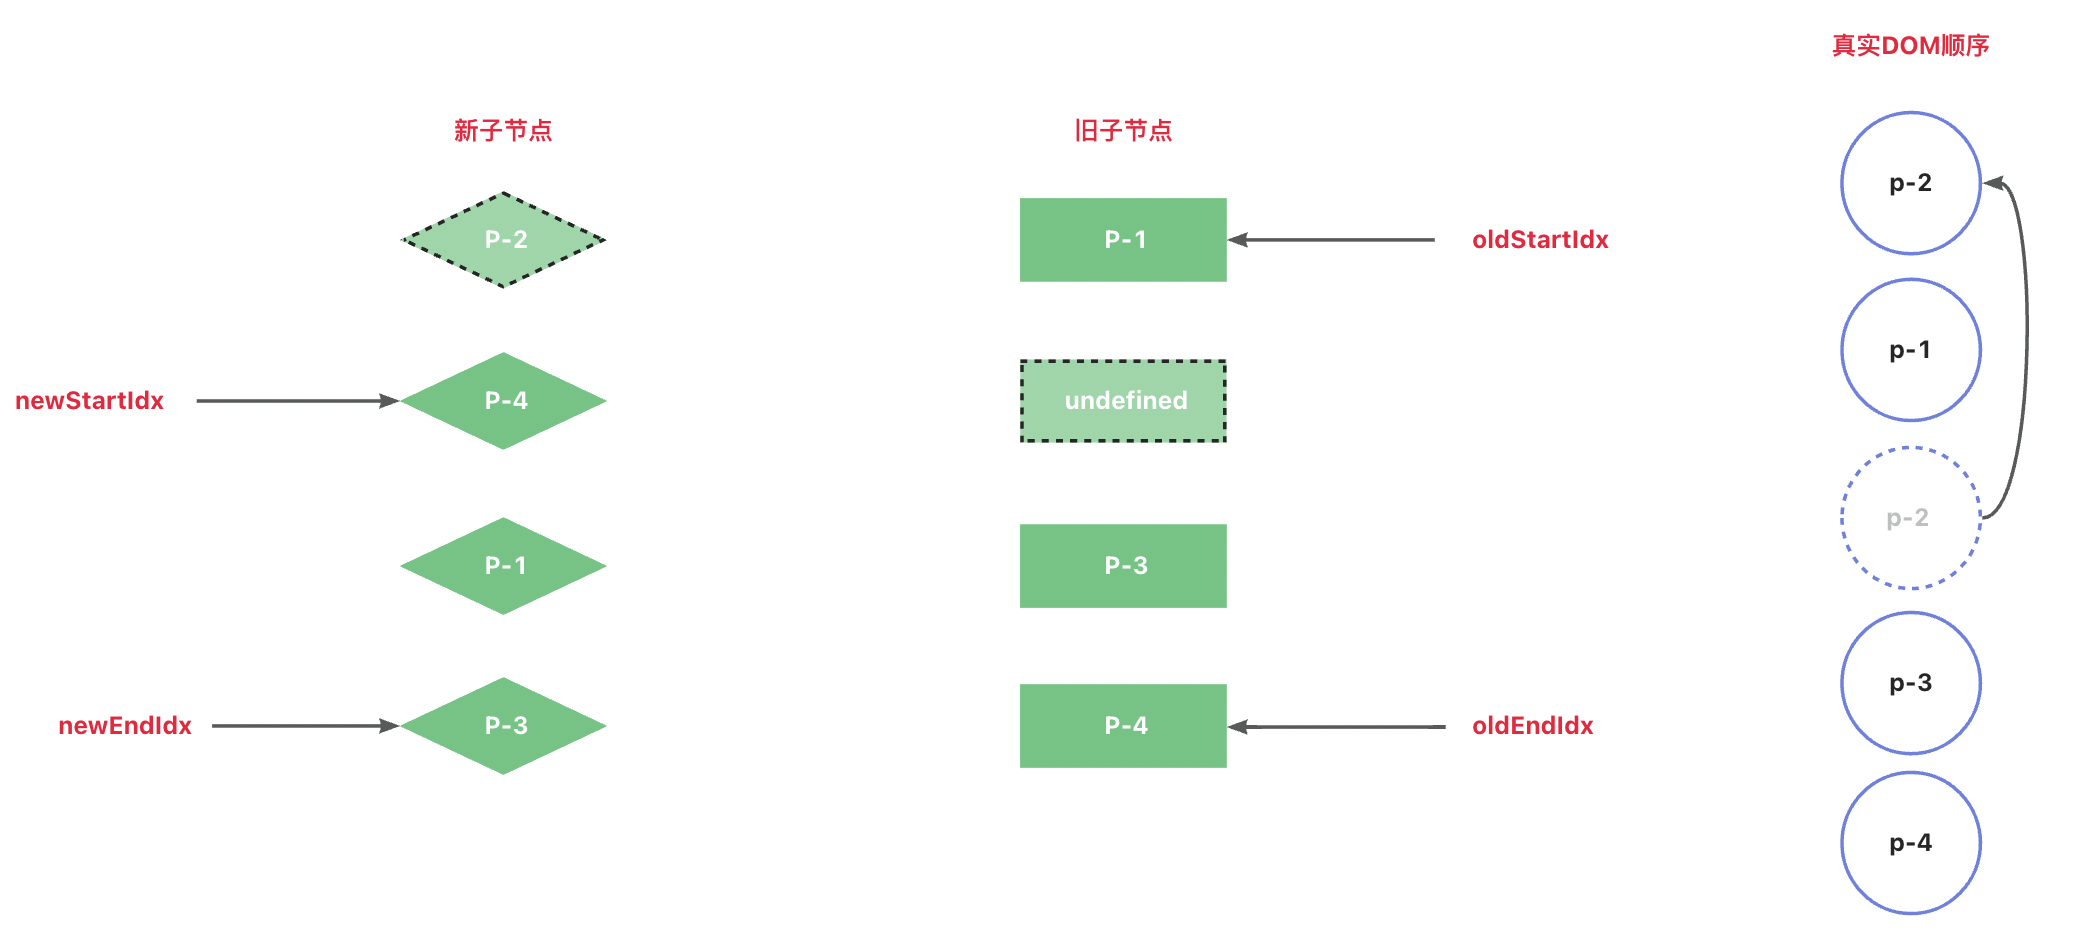 真实DOM顺序
新子节点
旧子节点
p-2
P-2
P-1
oldStartIdx
p-1
newStartIdx
P-4
undefined
p-2
P-1
P-3
p-3
newEndIdx
P-3
P-4
oldEndIdx
p-4